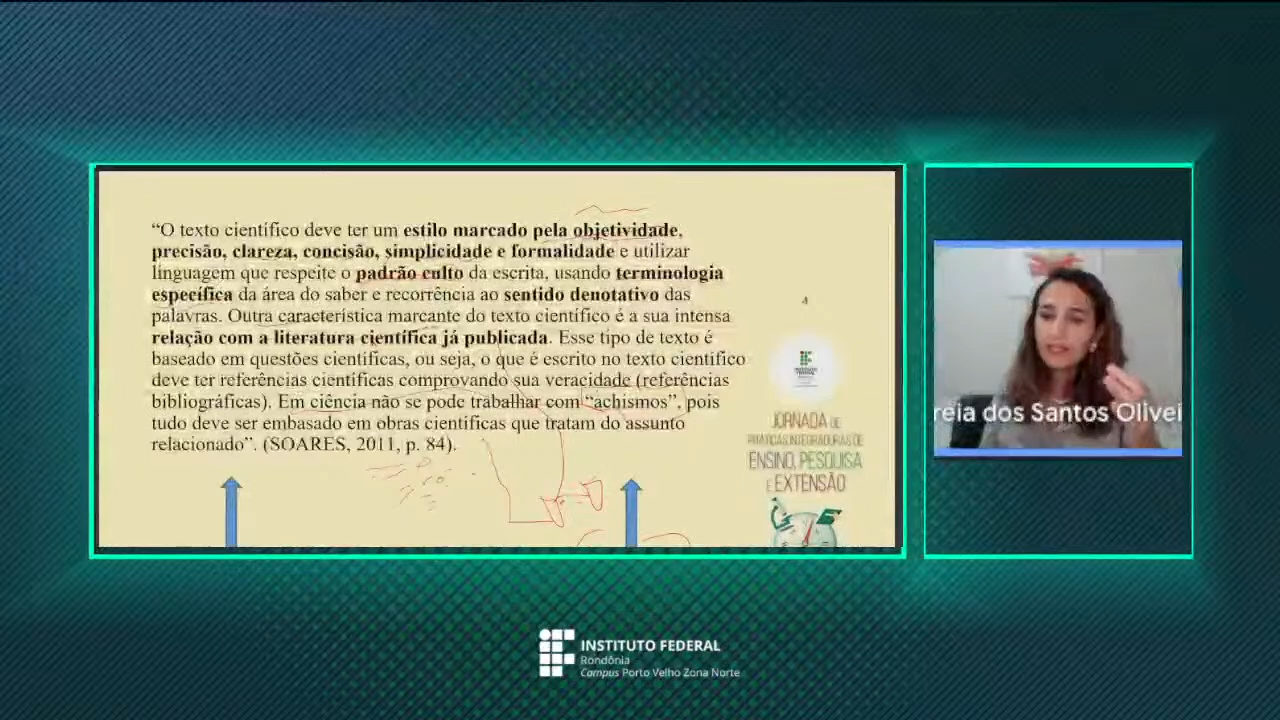 “O texto científico deve ter um estilo marcado pela objetividade,
precisão, clareza, concisão, simplicidade e formalidade e utilizar
linguagem que respeite o padrão culto da escrita, usando terminologia
específica da área do saber e recorrência ao sentido denotativo das
palavras. Outra característica marcante do texto científico é a sua intensa
relação com a literatura científica já publicada. Esse tipo de texto é
baseado em questões científicas, ou seja, o que é escrito no texto científico
deve ter referências científicas comprovando sua veracidade (referências
bibliográficas). Em ciência não se pode trabalhar com “achismos”, pois
tudo deve ser embasado em obras científicas que tratam do assunto
relacionado”. (SOARES, 2011, p. 84).
4
JORNADA DE
PRÁTICAS INTEGRADORAS DE
ENSINO, PESQUISA
E EXTENSÃO
reia dos Santos Olivei
INSTITUTO FEDERAL
Rondônia
Campus Porto Velho Zona Norte